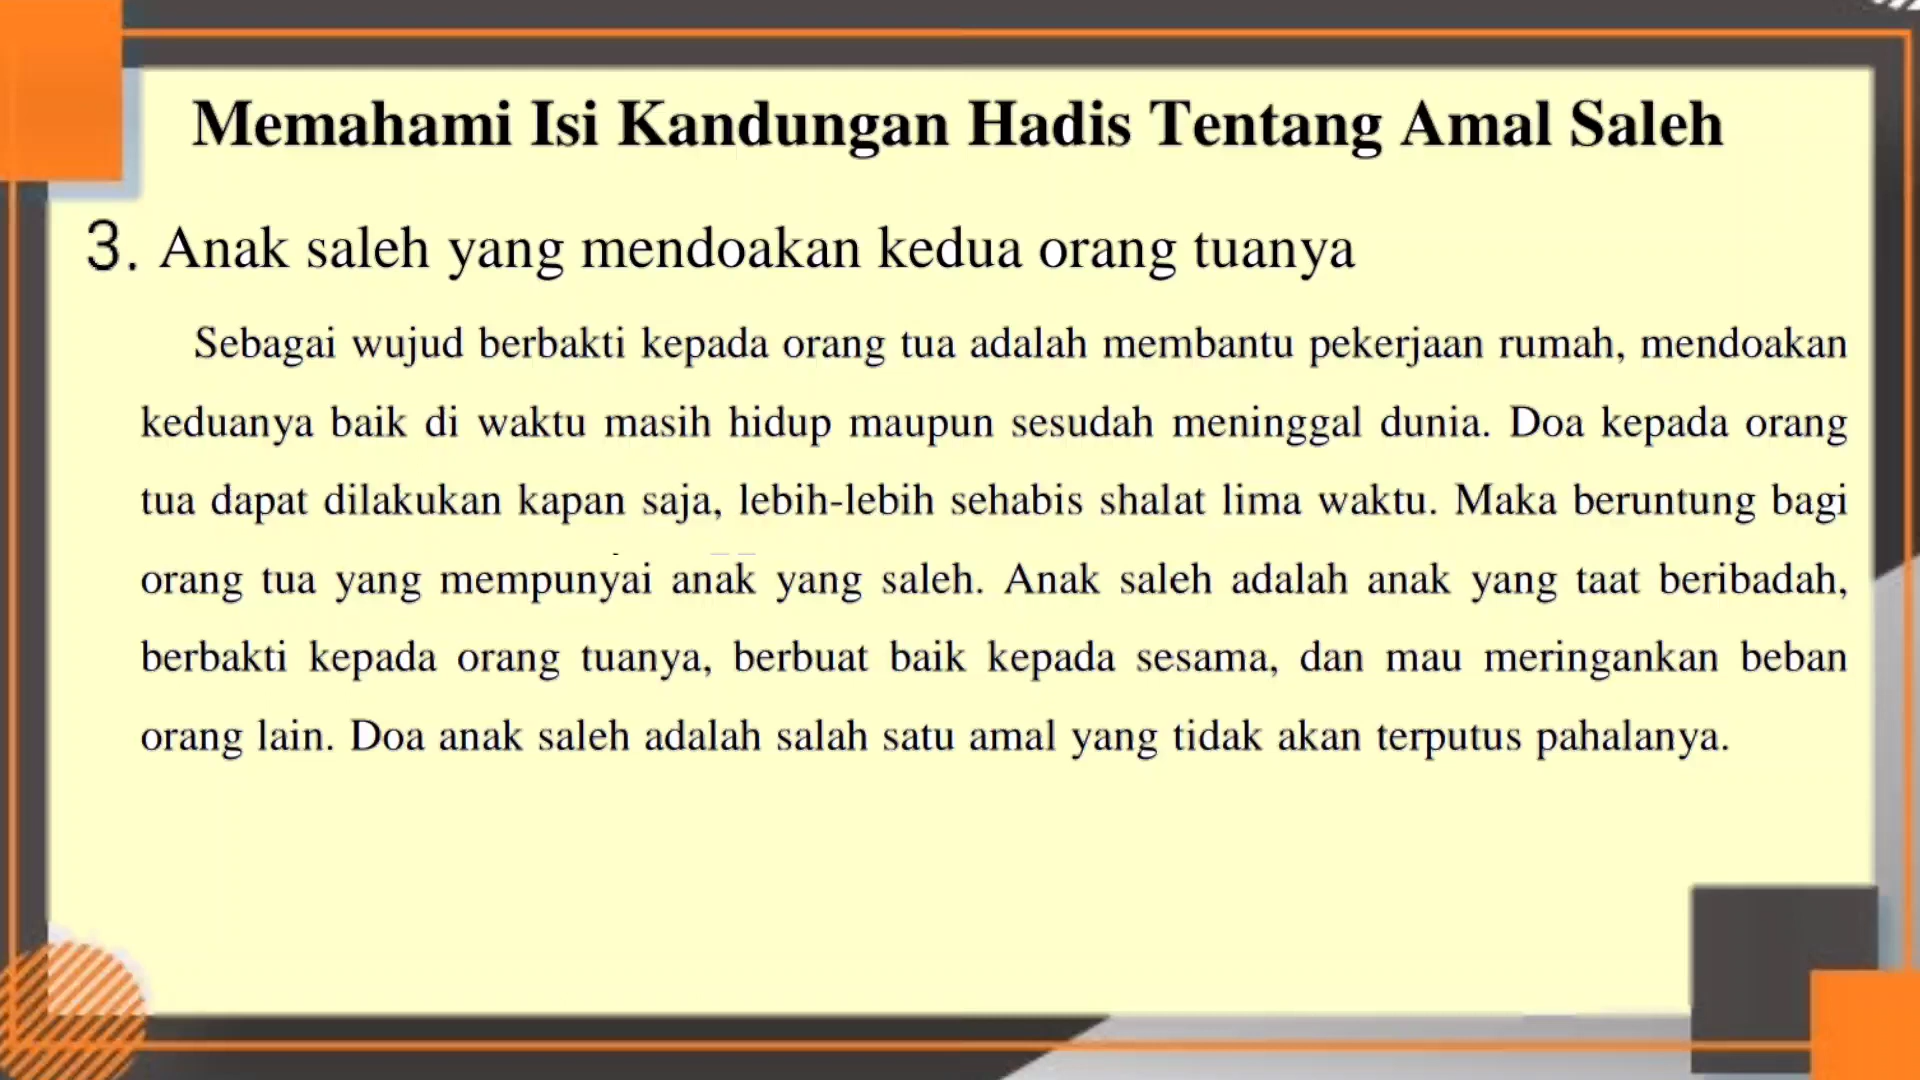 Memahami Isi Kandungan Hadis Tentang Amal Saleh
3. Anak saleh yang mendoakan kedua orang tuanya
Sebagai wujud berbakti kepada orang tua adalah membantu pekerjaan rumah, mendoakan
keduanya baik di waktu masih hidup maupun sesudah meninggal dunia. Doa kepada orang
tua dapat dilakukan kapan saja, lebih-lebih sehabis shalat lima waktu. Maka beruntung bagi
orang tua yang mempunyai anak yang saleh. Anak saleh adalah anak yang taat beribadah,
berbakti kepada orang tuanya, berbuat baik kepada sesama, dan mau meringankan beban
orang lain. Doa anak saleh adalah salah satu amal yang tidak akan terputus pahalanya.